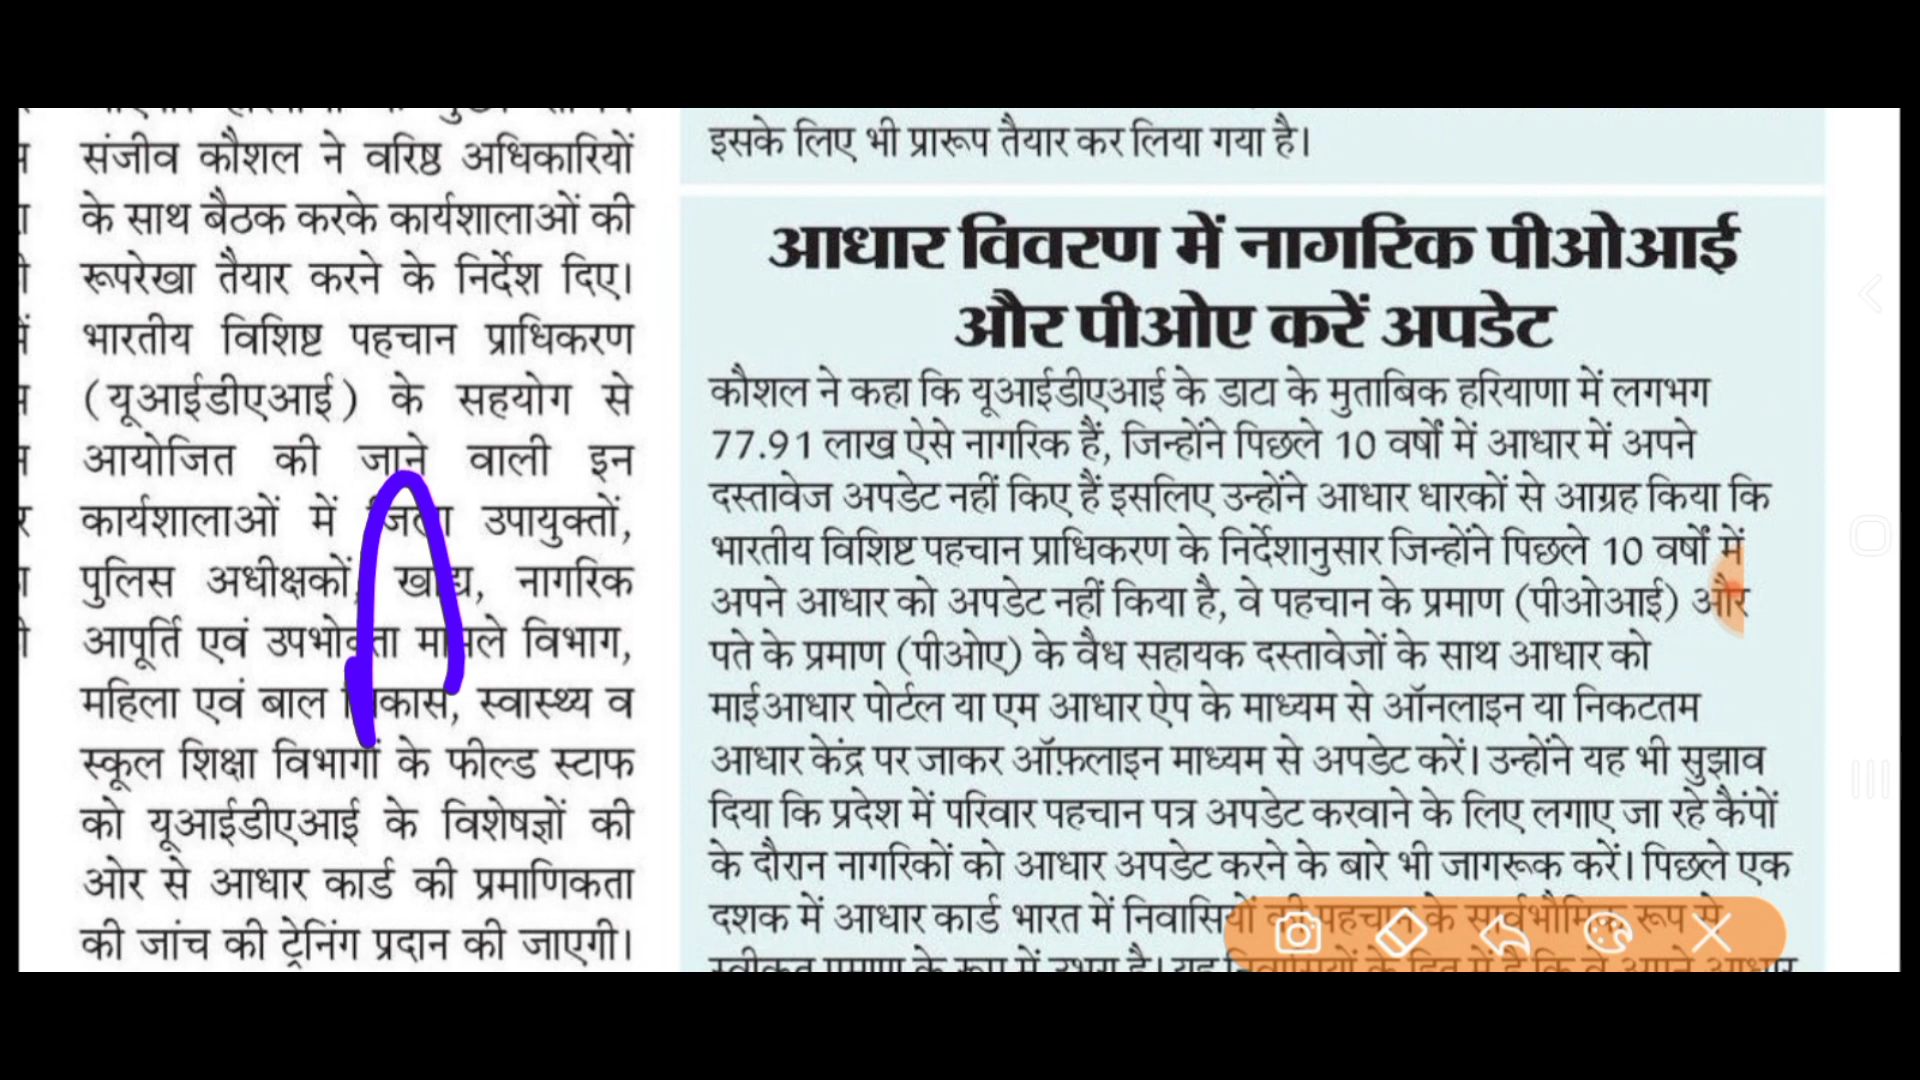 संजीव कौशल ने वरिष्ठ अधिकारियों
के साथ बैठक करके कार्यशालाओं की
रूपरेखा तैयार करने के निर्देश दिए।
भारतीय विशिष्ट पहचान प्राधिकरण
(यूआईडीएआई) के सहयोग से
आयोजित की जाने वाली इन
कार्यशालाओं में जिला उपायुक्तों,
पुलिस अधीक्षकों, खाद्य, नागरिक
आपूर्ति एवं उपभोक्ता मामले विभाग,
महिला एवं बाल विकास, स्वास्थ्य व
स्कूल शिक्षा विभागों के फील्ड स्टाफ
को यूआईडीएआई के विशेषज्ञों की
ओर से आधार कार्ड की प्रमाणिकता
की जांच की ट्रेनिंग प्रदान की जाएगी।
इसके लिए भी प्रारूप तैयार कर लिया गया है।
आधार विवरण में नागरिक पीओआई
और पीओए करें अपडेट
कौशल ने कहा कि यूआईडीएआई के डाटा के मुताबिक हरियाणा में लगभग
77.91 लाख ऐसे नागरिक हैं, जिन्होंने पिछले 10 वर्षों में आधार में अपने
दस्तावेज अपडेट नहीं किए हैं इसलिए उन्होंने आधार धारकों से आग्रह किया कि
भारतीय विशिष्ट पहचान प्राधिकरण के निर्देशानुसार जिन्होंने पिछले 10 वर्षों में
अपने आधार को अपडेट नहीं किया है, वे पहचान के प्रमाण (पीओआई) और
पते के प्रमाण (पीओए) के वैध सहायक दस्तावेजों के साथ आधार को
माईआधार पोर्टल या एम आधार ऐप के माध्यम से ऑनलाइन या निकटतम
आधार केंद्र पर जाकर ऑफ़लाइन माध्यम से अपडेट करें। उन्होंने यह भी सुझाव
दिया कि प्रदेश में परिवार पहचान पत्र अपडेट करवाने के लिए लगाए जा रहे कैंपों
के दौरान नागरिकों को आधार अपडेट करने के बारे भी जागरूक करें। पिछले एक
दशक में आधार कार्ड भारत में निवासियों की पहचान के सार्वभौमिक रूप से